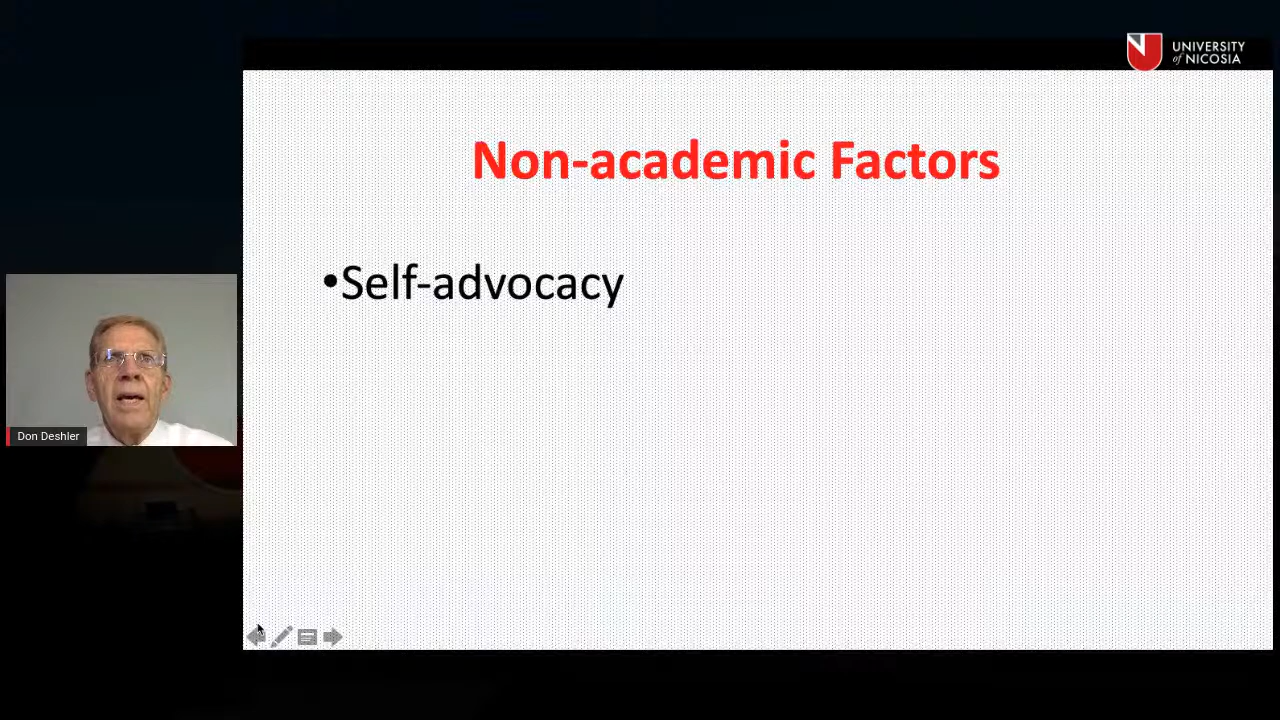 UNIVERSITY
of NICOSIA
Non-academic Factors
•Self-advocacy
Don Deshler